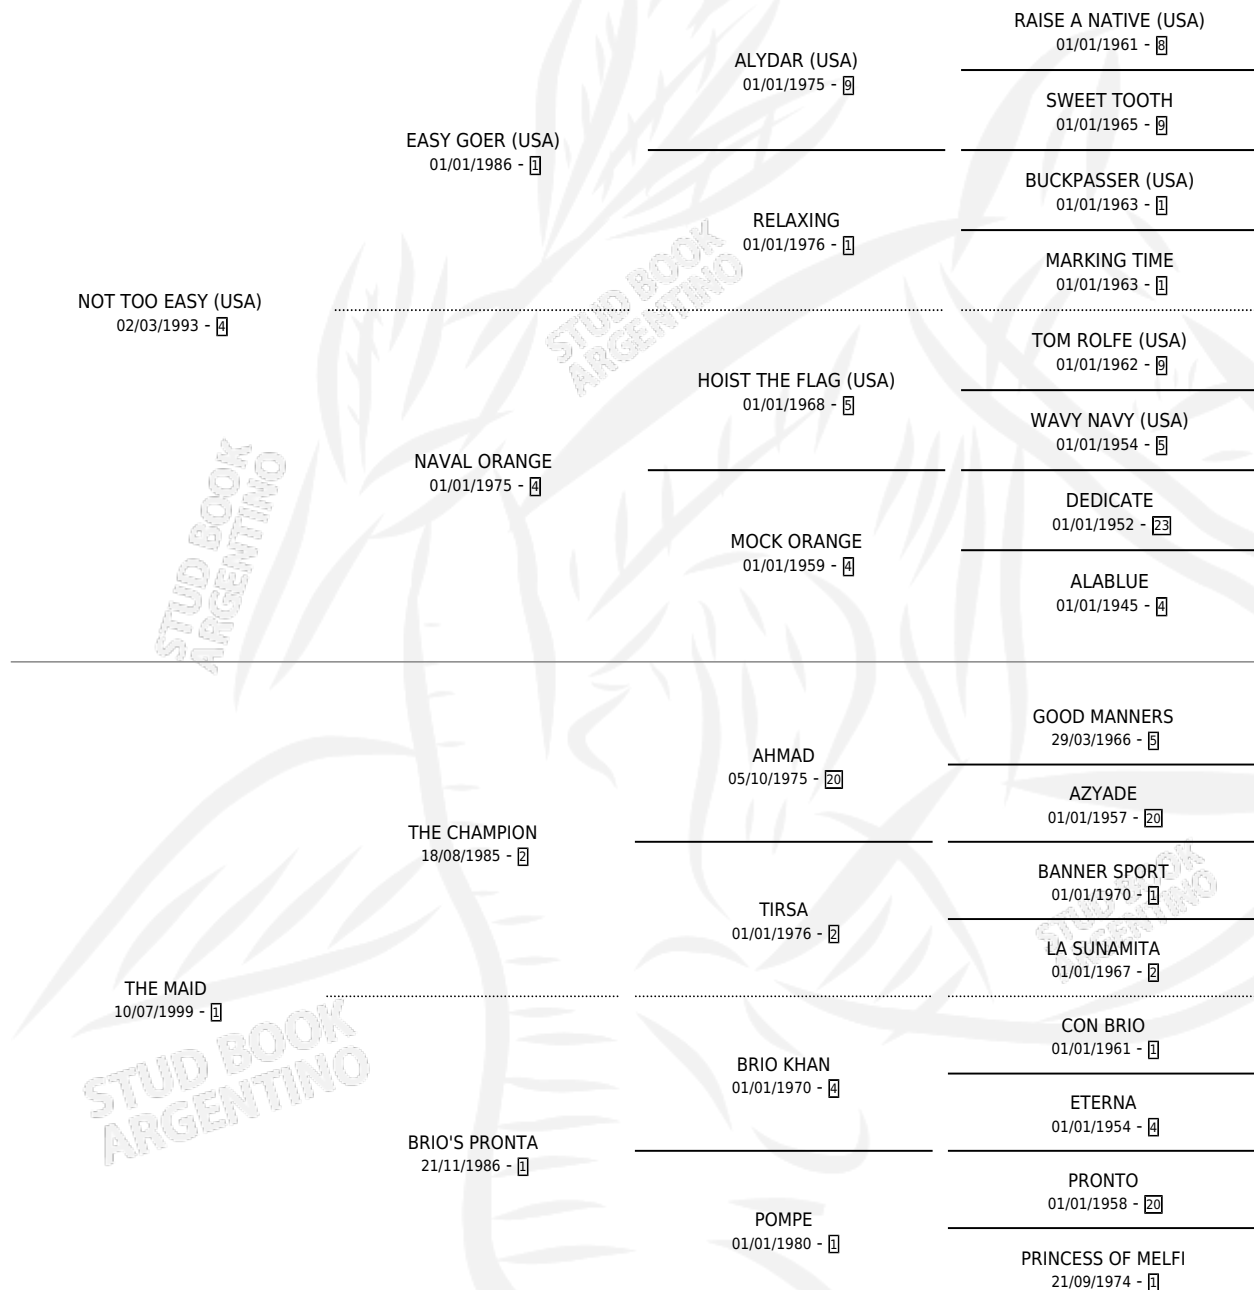 RAISE A NATIVE (USA)
01/01/1961 - 8
ALYDAR (USA)
01/01/1975 - 9
SWEET TOOTH
01/01/1965 - 9
EASY GOER (USA)
01/01/1986 - 1
BUCKPASSER (USA)
01/01/1963 - 1
RELAXING
01/01/1976 - 1
MARKING TIME
01/01/1963 - 1
NOT TOO EASY (USA)
02/03/1993 - 4
TOM ROLFE (USA)
01/01/1962 - 9
HOIST THE FLAG (USA)
01/01/1968 - 5
WAVY NAVY (USA)
01/01/1954 - 5
NAVAL ORANGE
01/01/1975 - 4
DEDICATE
01/01/1952 - 23
MOCK ORANGE
01/01/1959 - 4
ALABLUE
01/01/1945 - 4
GOOD MANNERS
29/03/1966 - 5
AHMAD
05/10/1975 - 20
AZYADE
01/01/1957 - 20
THE CHAMPION
18/08/1985 - 2
BANNER SPORT
01/01/1970 - 1
TIRSA
01/01/1976 - 2
LA SUNAMITA
01/01/1967 - 2
THE MAID
10/07/1999 - 1
CON BRIO
01/01/1961 - 1
BRIO KHAN
01/01/1970 - 4
ETERNA
01/01/1954 - 4
BRIO'S PRONTA
21/11/1986 - 1
PRONTO
01/01/1958 - 20
POMPE
01/01/1980 - 1
PRINCESS OF MELFI
21/09/1974 - 1
STUD BOOK
ARGENTINO
STUD BOOK
ARGENTINO
STUD BOOK
ARGENTINO
STUD BOOK
ARGENTINO